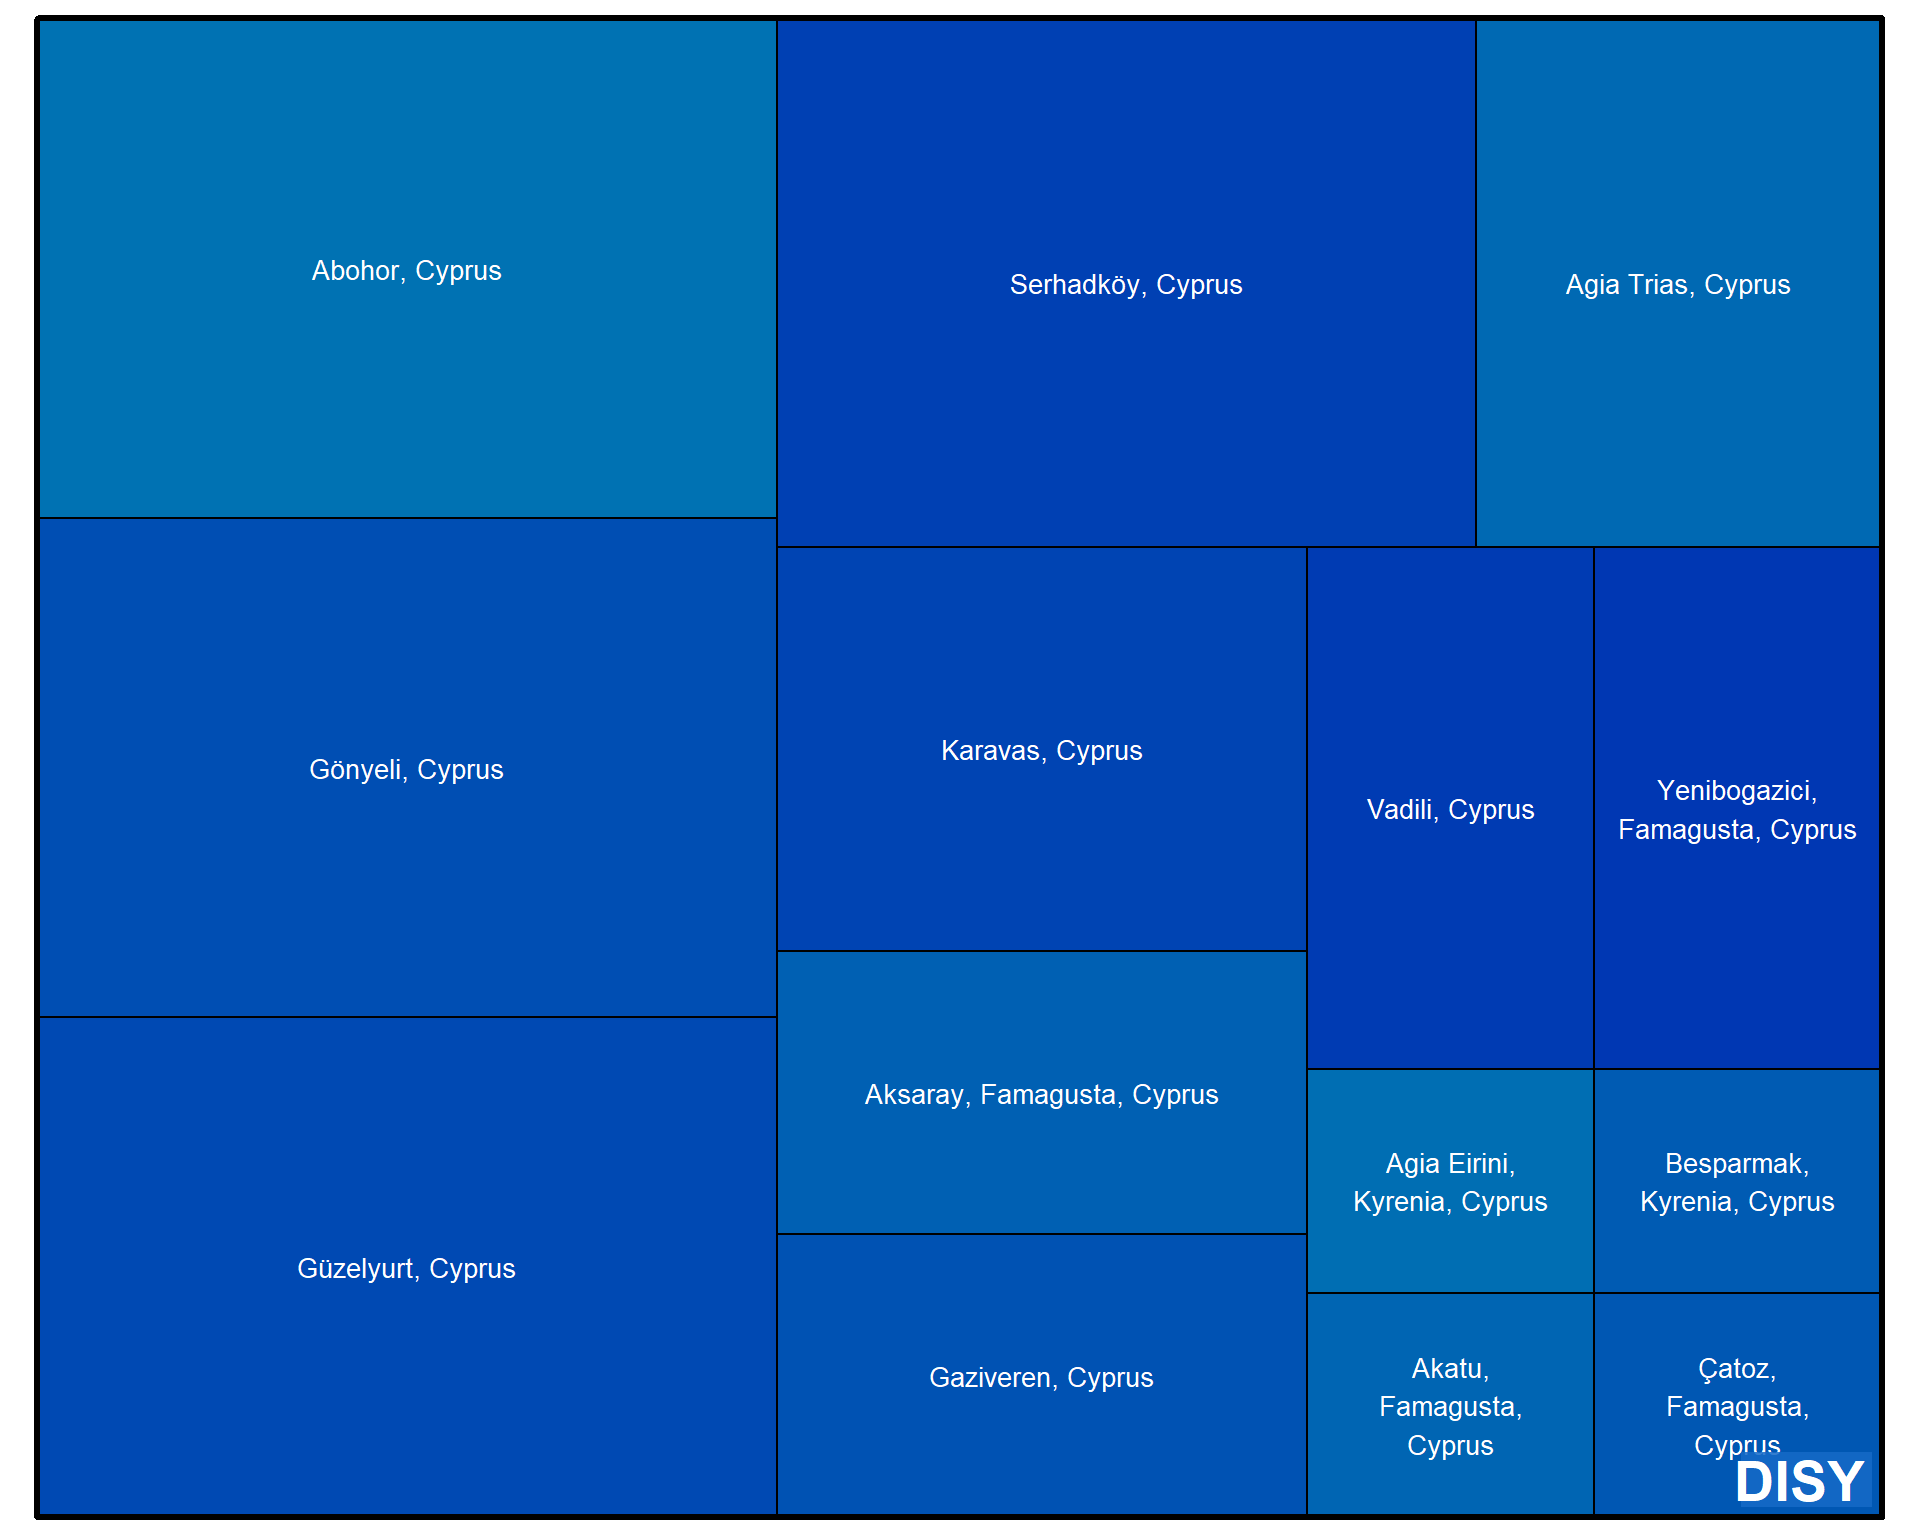 Abohor, Cyprus
Serhadköy, Cyprus
Agia Trias, Cyprus
Gönyeli, Cyprus
Karavas, Cyprus
Vadili, Cyprus
Yenibogazici,
Famagusta, Cyprus
Aksaray, Famagusta, Cyprus
Agia Eirini,
Kyrenia, Cyprus
Besparmak,
Kyrenia, Cyprus
Güzelyurt, Cyprus
Gaziveren, Cyprus
Akatu,
Famagusta,
Cyprus
Çatoz,
Famagusta,
Cyprus
DISY